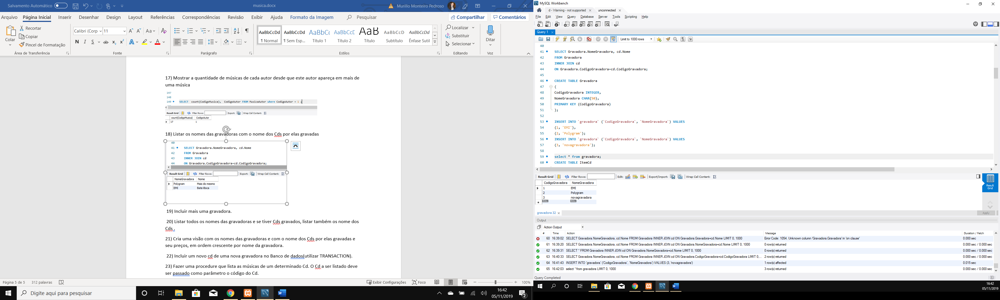 Salvamento Automático
musica.docx
Murillo Monteiro Pedroso
Arquivo Página Inicial Inserir Desenhar Design Layout Referências Correspondências Revisão Exibir Ajuda Formato da Imagem Pesquisar Compartilhar Comentários
Colar
Recortar
Copiar
Pincel de Formatação
Área de Transferência
Calibri (Corp 11
Fonte
Parágrafo
AaBbCcDd AaBbCcDd AaBbC( AaBbCcE AaB AaBbCcD AaBbCcDd
¶ Normal ¶ Sem Esp... Título 1 Título 2 Título Subtítulo Ênfase Sutil
Estilos
Localizar
Substituir
Selecionar
Editando
Ditar
Voz
17) Mostrar a quantidade de músicas de cada autor desde que este autor apareça em mais de
uma música
147
148
149 SELECT count(CodigoMusica), CodigoAutor FROM MusicaAutor where CodigoAutor = 1 ;
Result Grid Filter Rows: Export: Wrap Cell Content:
count(CodigoMusica) CodigoAutor
17 1
18) Listar os nomes das gravadoras com o nome dos Cds por elas gravadas
40
41 SELECT Gravadora.NomeGravadora, cd.Nome
42 FROM Gravadora
43 INNER JOIN cd
44 ON Gravadora.CodigoGravadora=cd.CodigoGravadora;
Result Grid Filter Rows: Export: Wrap Cell Content:
NomeGravadora Nome
Polygram Mais do mesmo
EMI Bate-Boca
19) Incluir mais uma gravadora.
20) Listar todos os nomes das gravadoras e se tiver Cds gravados, listar também os nome dos
Cds .
21) Cria uma visão com os nomes das gravadoras e com o nome dos Cds por elas gravadas e
seu preços, em ordem crescente por nome da gravadora.
22) Incluir um novo cd de uma nova gravadora no Banco de dados(utilizar TRANSACTION).
23) Fazer uma procedure que lista as músicas de um determinado Cd. O Cd a ser listado deve
ser passado como parâmetro o código do Cd.
Página 5 de 5 312 palavras Exibir Configurações Foco 100%
Digite aqui para pesquisar
16:42
05/11/2019
2
MySQL Workbench
d - Warning - not supported unconnected
File Edit View Query Database Server Tools Scripting Help
Query 1
Limit to 1000 rows
40
41 SELECT Gravadora.NomeGravadora, cd.Nome
42 FROM Gravadora
43 INNER JOIN cd
44 ON Gravadora.CodigoGravadora=cd.CodigoGravadora;
45
46 CREATE TABLE Gravadora
47 (
48 CodigoGravadora INTEGER,
49 NomeGravadora CHAR(50),
50 PRIMARY KEY (CodigoGravadora)
51 );
52
53 INSERT INTO `gravadora` (`CodigoGravadora`, `NomeGravadora`) VALUES
54 (1, 'EMI'),
55 (2, 'Polygram');
56 INSERT INTO `gravadora` (`CodigoGravadora`, `NomeGravadora`) VALUES
57 (3, 'novagravadora');
58
59 select * from gravadora;
60 CREATE TABLE ItemCd
Result Grid Filter Rows: Edit: Export/Import: Wrap Cell Content:
CodigoGravadora NomeGravadora
1 EMI
2 Polygram
3 novagravadora
NULL NULL
Result
Grid
gravadora 32
Apply
Output
Action Output
# Time Action Message Duration / Fetch
60 16:39:02 SELECT Gravadora.NomeGravadora, cd.Nome FROM Gravadora INNER JOIN cd ON Gravadora.Gravadora=cd.Nome LIMIT 0, 1000 Error Code: 1054. Unknown column 'Gravadora.Gravadora' in 'on clause' 0.000 sec
61 16:39:20 SELECT Gravadora.NomeGravadora, cd.Nome FROM Gravadora INNER JOIN cd ON Gravadora.NomeGravadora=cd.Nome LIMIT 0, 1000 0 row(s) returned 0.000 sec / 0.000 sec
62 16:39:31 SELECT * FROM Gravadora INNER JOIN cd ON Gravadora.NomeGravadora=cd.Nome LIMIT 0, 1000 0 row(s) returned 0.000 sec / 0.000 sec
63 16:40:33 SELECT Gravadora.NomeGravadora, cd.Nome FROM Gravadora INNER JOIN cd ON Gravadora.CodigoGravadora=cd.CodigoGravadora LIMIT 0,... 2 row(s) returned 0.000 sec / 0.000 sec
64 16:41:43 INSERT INTO `gravadora` (`CodigoGravadora`, `NomeGravadora`) VALUES (3, 'novagravadora') 1 row(s) affected 0.015 sec
65 16:42:03 select * from gravadora LIMIT 0, 1000 3 row(s) returned 0.000 sec / 0.000 sec
Query Completed
16:42
05/11/2019